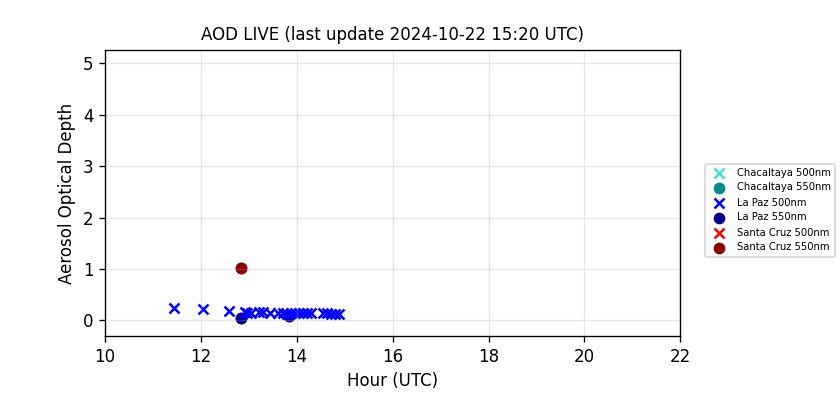 AOD LIVE (last update 2024-10-22 15:20 UTC)
5
4
3
2
1
0
Aerosol Optical Depth
10 12 14 16 18 20 22
Hour (UTC)
Chacaltaya 500nm
Chacaltaya 550nm
La Paz 500nm
La Paz 550nm
Santa Cruz 500nm
Santa Cruz 550nm